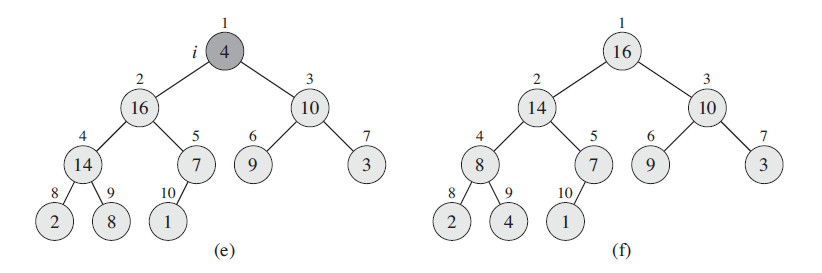 1 1
i 4 16
2 3 2 3
16 10 14 10
4 5 6 7 4 5 6 7
14 7 9 3 8 7 9 3
8 9 10 8 9 10
2 8 1 2 4 1
(e) (f)